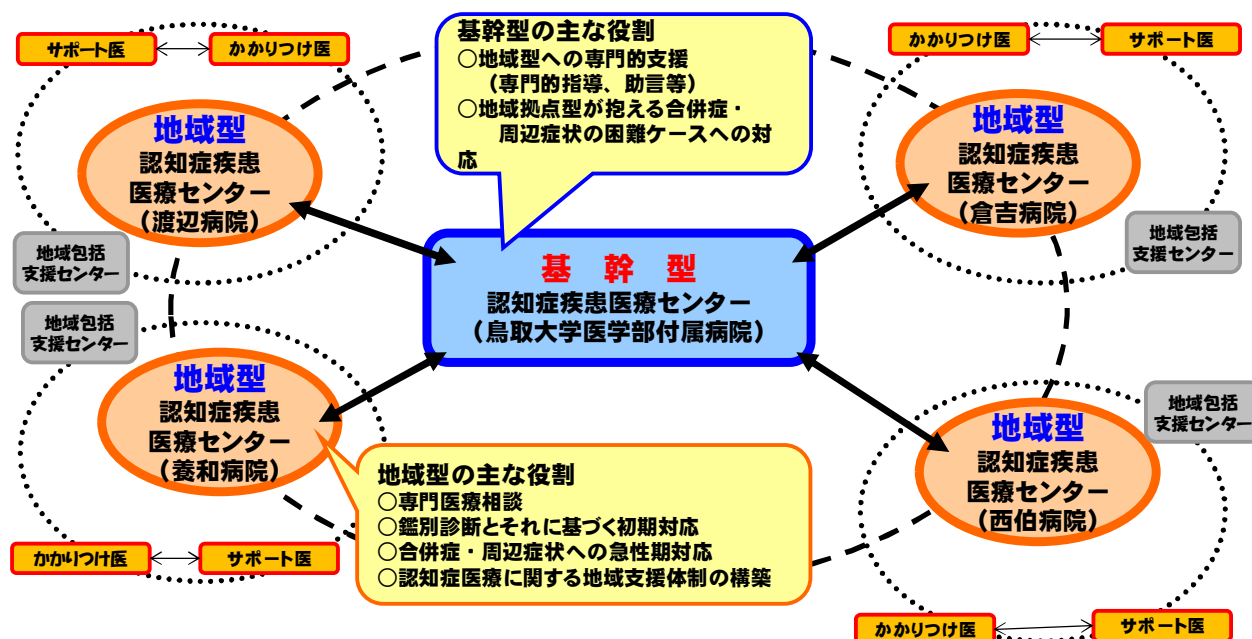 サポート医
かかりつけ医
地域型
認知症疾患
医療センター
（渡辺病院）
地域包括
支援センター
基幹型の主な役割
○地域型への専門的支援
（専門的指導、助言等）
○地域拠点型が抱える合併症・
周辺症状の困難ケースへの対
応
かかりつけ医
サポート医
地域型
認知症疾患
医療センター
（倉吉病院）
地域包括
支援センター
基 幹 型
認知症疾患医療センター
（鳥取大学医学部付属病院）
地域包括
支援センター
地域型
認知症疾患
医療センター
（養和病院）
かかりつけ医
サポート医
地域型の主な役割
○専門医療相談
○鑑別診断とそれに基づく初期対応
○合併症・周辺症状への急性期対応
○認知症医療に関する地域支援体制の構築
地域包括
支援センター
地域型
認知症疾患
医療センター
（西伯病院）
かかりつけ医
サポート医